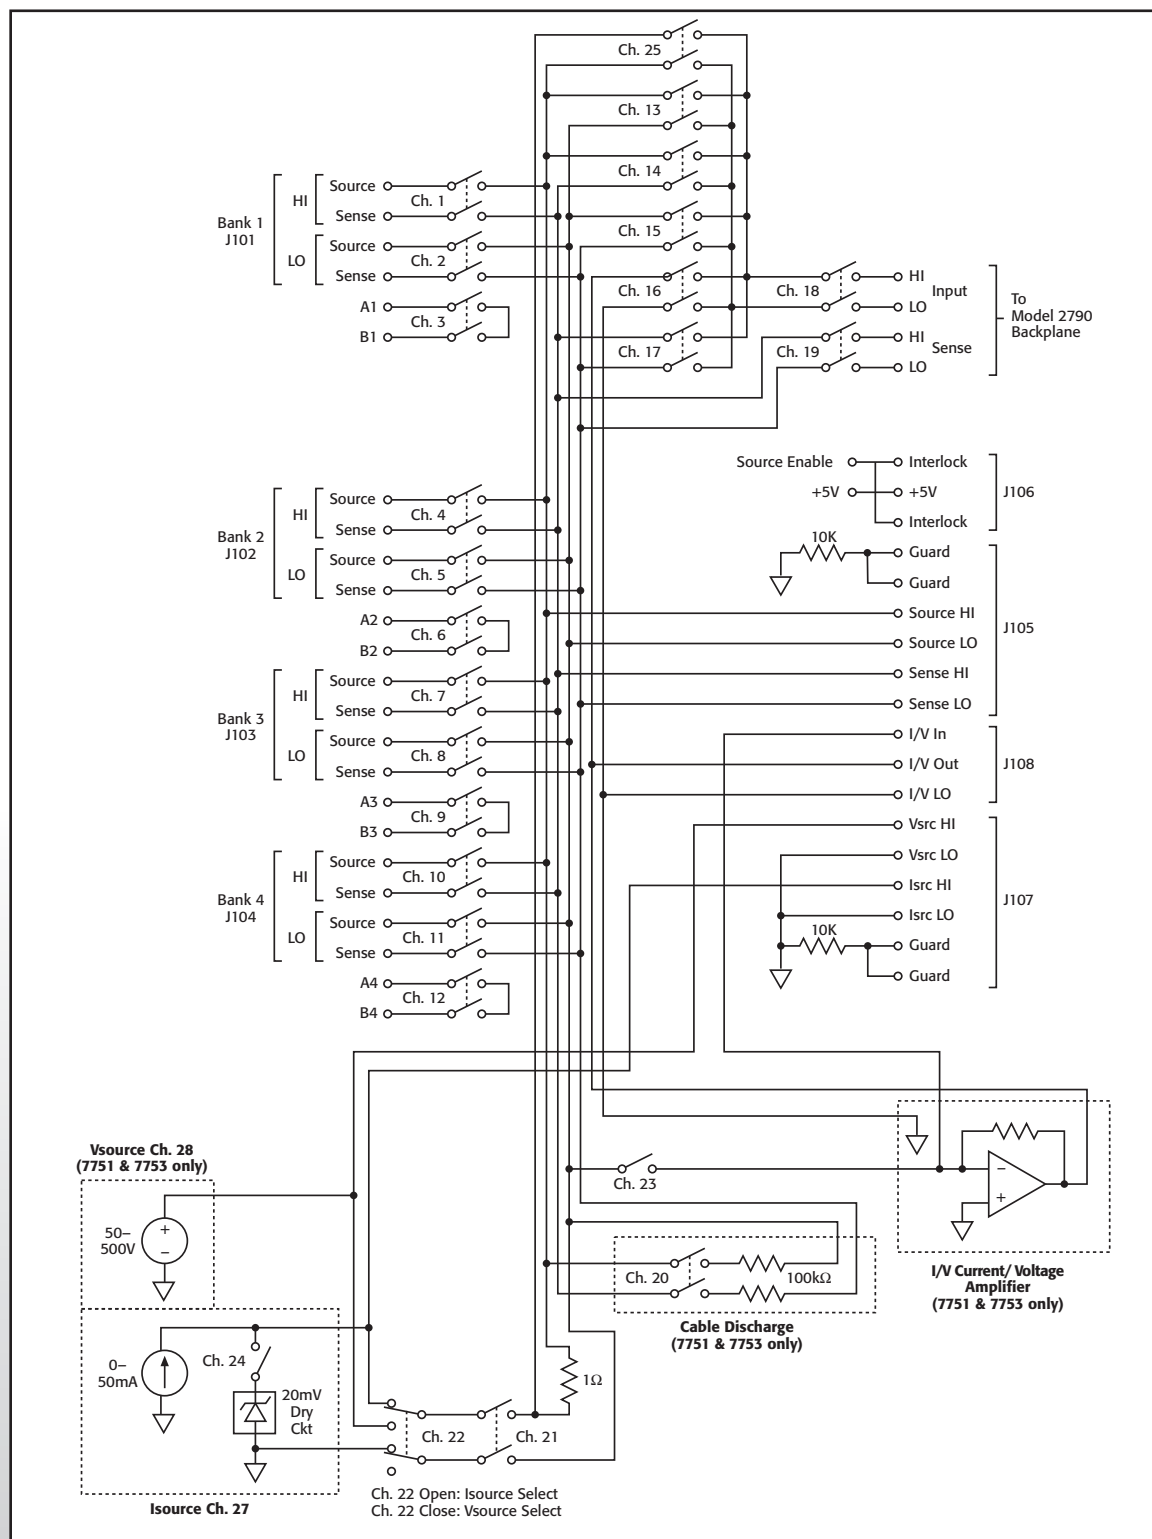 Ch. 25
Ch. 13
Ch. 14
Ch. 15
Ch. 16
Ch. 17
Ch. 18
Ch. 19
HI
Input
LO
HI
Sense
LO
To
Model 2790
Backplane
Bank 1
J101
HI
Source
Sense
Ch. 1
LO
Source
Sense
Ch. 2
A1
B1
Ch. 3
Bank 2
J102
HI
Source
Sense
Ch. 4
LO
Source
Sense
Ch. 5
A2
B2
Ch. 6
Bank 3
J103
HI
Source
Sense
Ch. 7
LO
Source
Sense
Ch. 8
A3
B3
Ch. 9
Bank 4
J104
HI
Source
Sense
Ch. 10
LO
Source
Sense
Ch. 11
A4
B4
Ch. 12
Source Enable
Interlock
+5V
+5V
Interlock
J106
10K
Guard
Guard
Source HI
Source LO
Sense HI
Sense LO
J105
I/V In
I/V Out
I/V LO
J108
Vsrc HI
Vsrc LO
Isrc HI
Isrc LO
10K
Guard
Guard
J107
Vsource Ch. 28
(7751 & 7753 only)
50–
500V
+
−
0–
50mA
Ch. 24
20mV
Dry
Ckt
Isource Ch. 27
Ch. 22
Ch. 21
1Ω
Ch. 22 Open: Isource Select
Ch. 22 Close: Vsource Select
Ch. 23
Ch. 20
100kΩ
Cable Discharge
(7751 & 7753 only)
−
+
I/V Current/ Voltage
Amplifier
(7751 & 7753 only)